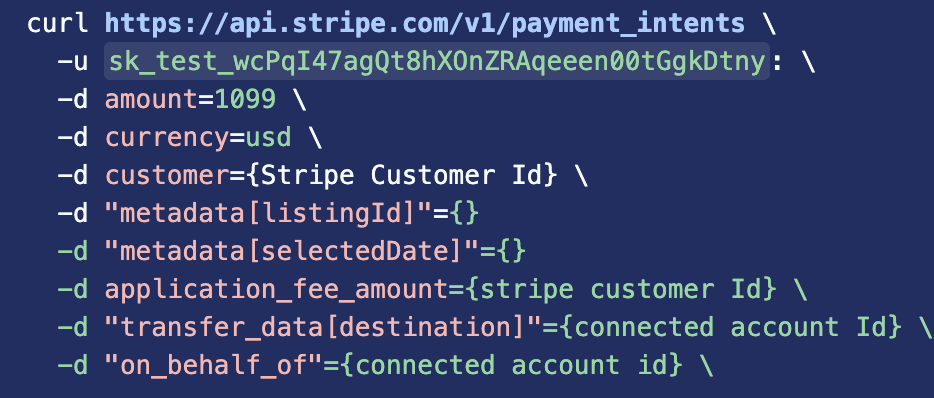 curl https://api.stripe.com/v1/payment_intents \
-u sk_test_wcPqI47agQt8hXOnZRAqeeen00tGgkDtny: \
-d amount=1099 \
-d currency=usd \
-d customer={Stripe Customer Id} \
-d "metadata[listingId]"={}
-d "metadata[selectedDate]"={}
-d application_fee_amount={stripe customer Id} \
-d "transfer_data[destination]"={connected account Id} \
-d "on_behalf_of"={connected account id} \